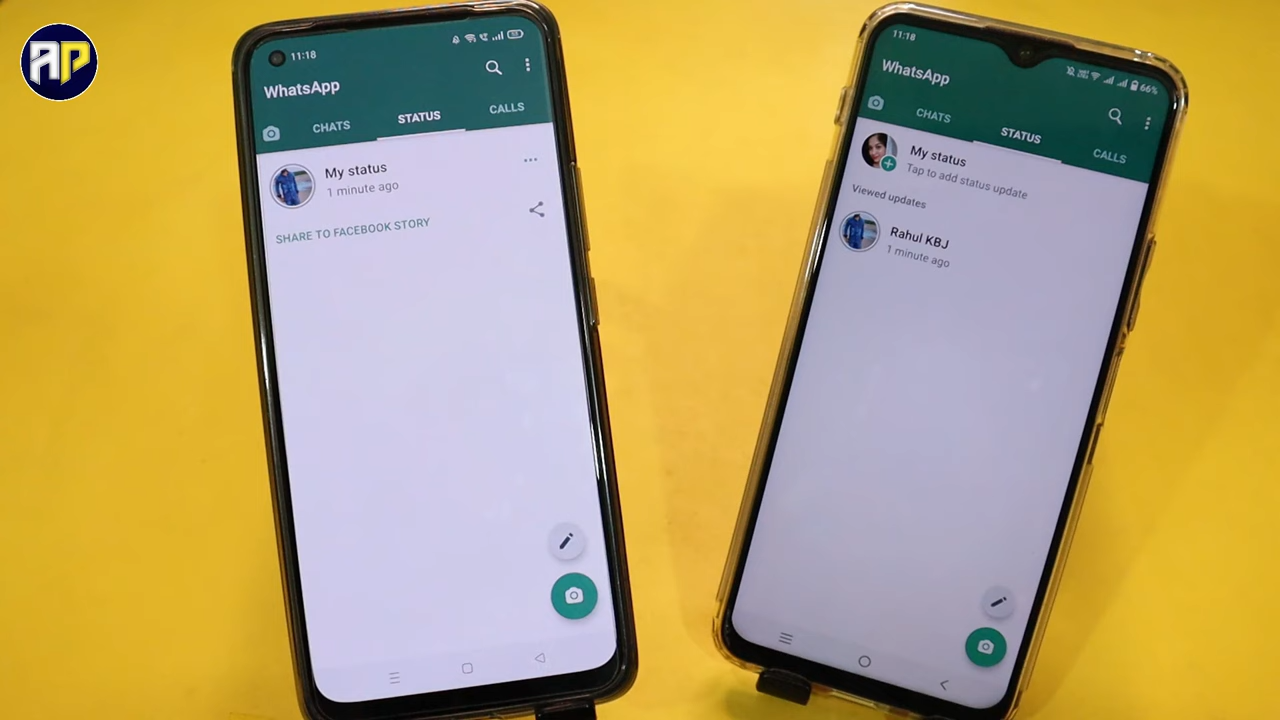 AP
11:18
WhatsApp
CHATS STATUS CALLS
My status
1 minute ago
SHARE TO FACEBOOK STORY
11:18
66%
WhatsApp
CHATS STATUS CALLS
My status
Tap to add status update
Viewed updates
Rahul KBJ
1 minute ago